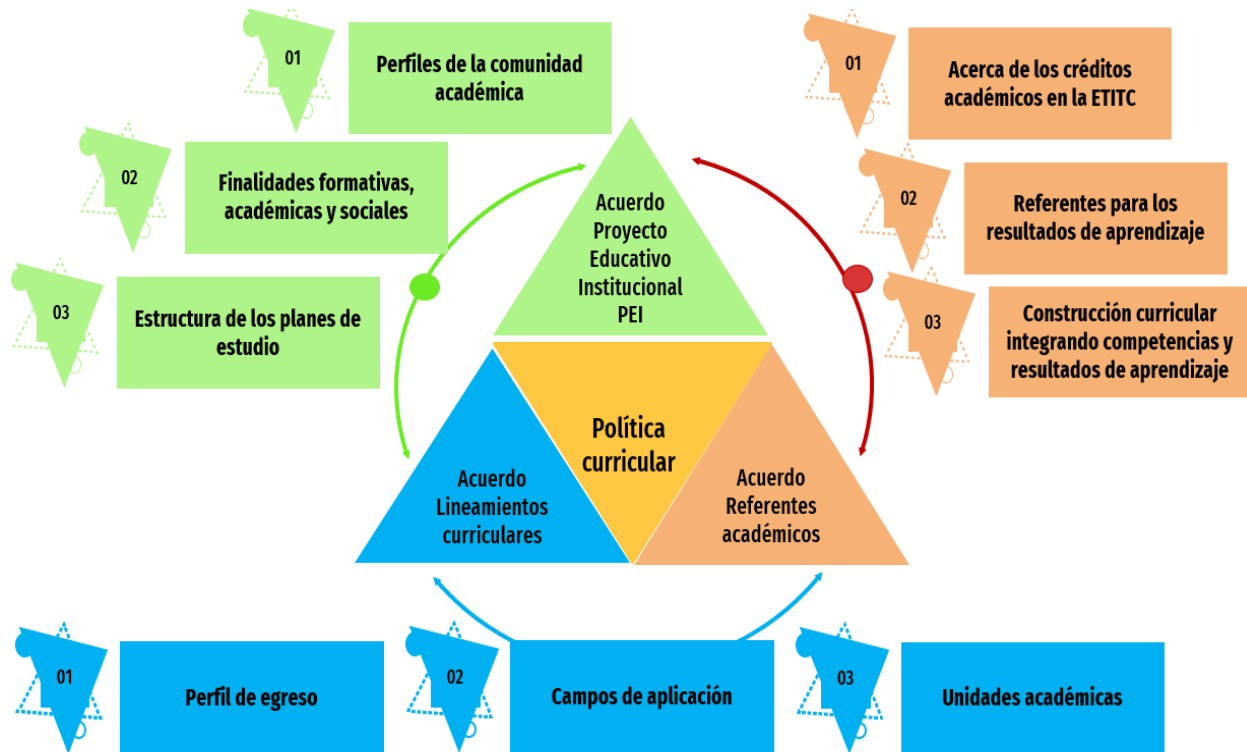 01
Perfiles de la comunidad
académica
02
Finalidades formativas,
académicas y sociales
03
Estructura de los planes de
estudio
01
Acerca de los créditos
académicos en la ETITC
02
Referentes para los
resultados de aprendizaje
03
Construcción curricular
integrando competencias y
resultados de aprendizaje
Acuerdo
Proyecto
Educativo
Institucional
PEI
Política
curricular
Acuerdo
Lineamientos
curriculares
Acuerdo
Referentes
académicos
01
Perfil de egreso
02
Campos de aplicación
03
Unidades académicas